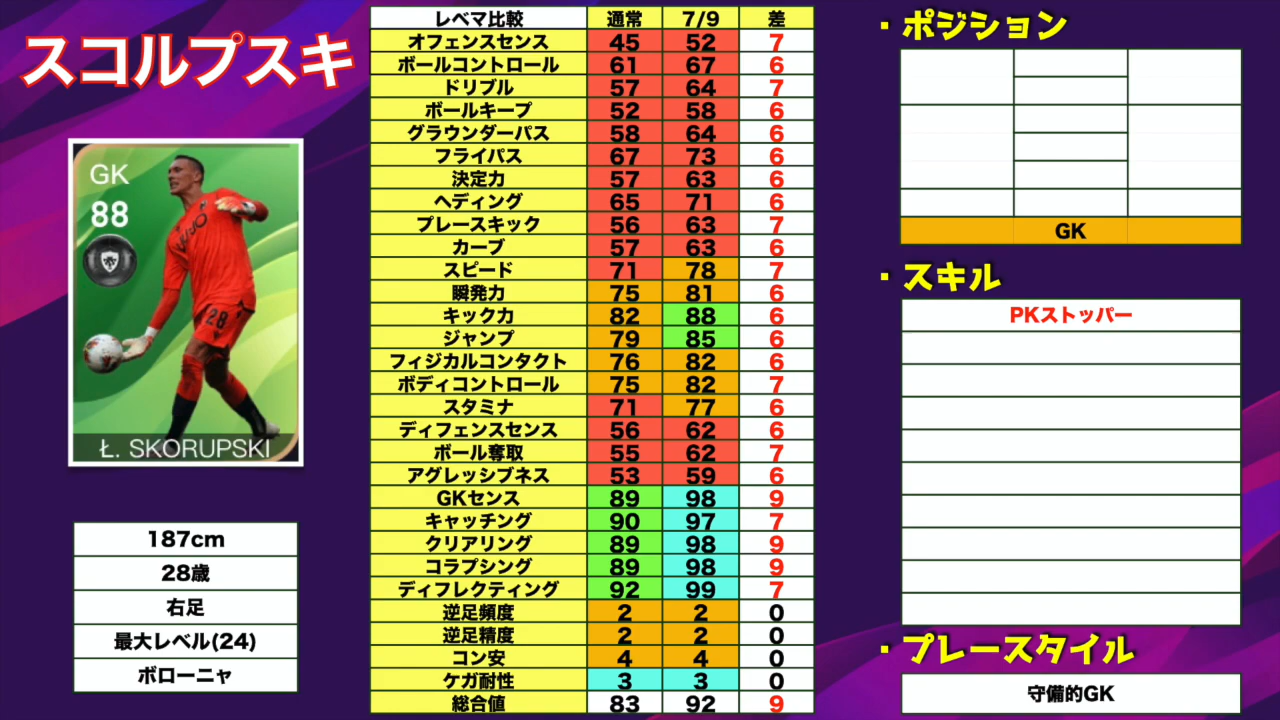 スコルプスキ
GK
88
28
Ł. SKORUPSKI
187cm
28歳
右足
最大レベル(24)
ボローニャ
レベマ比較 通常 7/9 差
オフェンスセンス 45 52 7
ボールコントロール 61 67 6
ドリブル 57 64 7
ボールキープ 52 58 6
グラウンダーパス 58 64 6
フライパス 67 73 6
決定力 57 63 6
ヘディング 65 71 6
プレースキック 56 63 7
カーブ 57 63 6
スピード 71 78 7
瞬発力 75 81 6
キック力 82 88 6
ジャンプ 79 85 6
フィジカルコンタクト 76 82 6
ボディコントロール 75 82 7
スタミナ 71 77 6
ディフェンスセンス 56 62 6
ボール奪取 55 62 7
アグレッシブネス 53 59 6
GKセンス 89 98 9
キャッチング 90 97 7
クリアリング 89 98 9
コラプシング 89 98 9
ディフレクティング 92 99 7
逆足頻度 2 2 0
逆足精度 2 2 0
コン安 4 4 0
ケガ耐性 3 3 0
総合値 83 92 9
・ポジション
GK
・スキル
PKストッパー
・プレースタイル
守備的GK